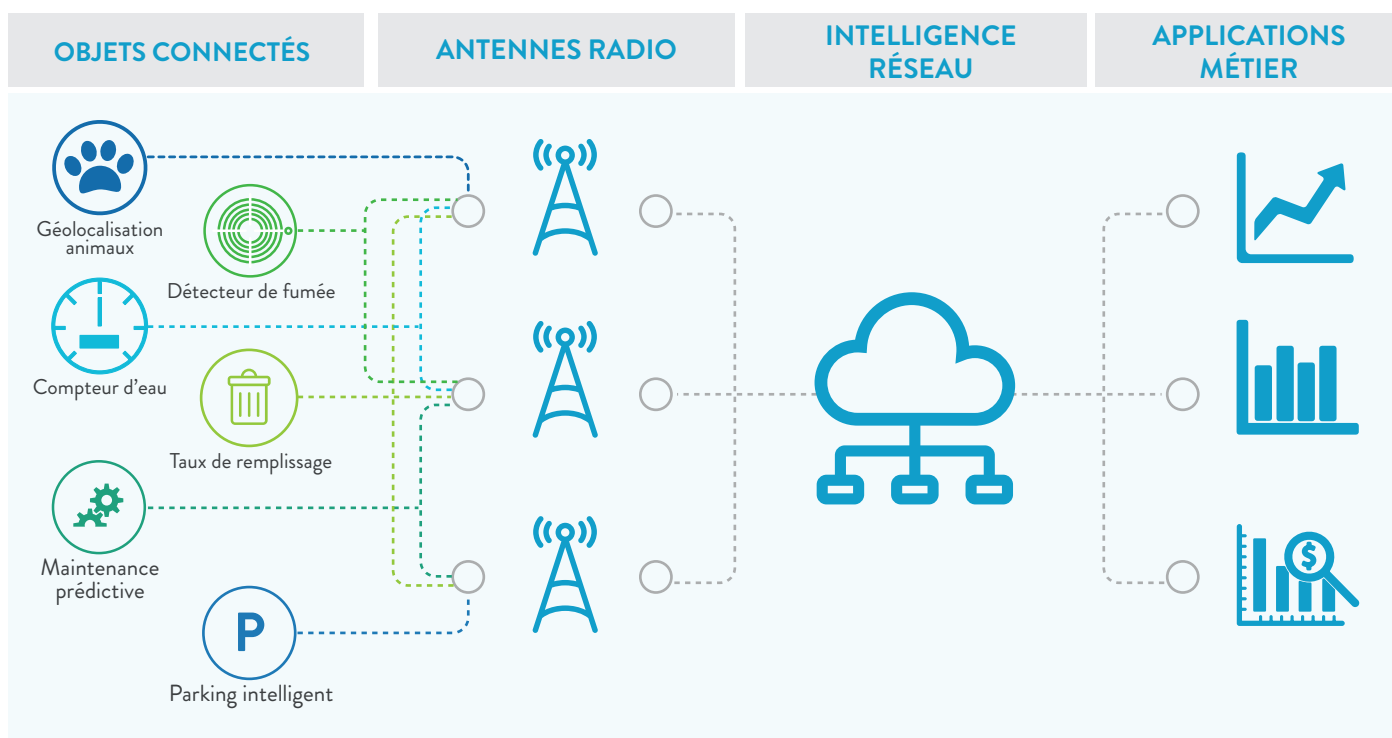 OBJETS CONNECTÉS
ANTENNES RADIO
INTELLIGENCE
RÉSEAU
APPLICATIONS
MÉTIER
Géolocalisation
animaux
Détecteur de fumée
Compteur d'eau
Taux de remplissage
Maintenance
prédictive
P
Parking intelligent
$